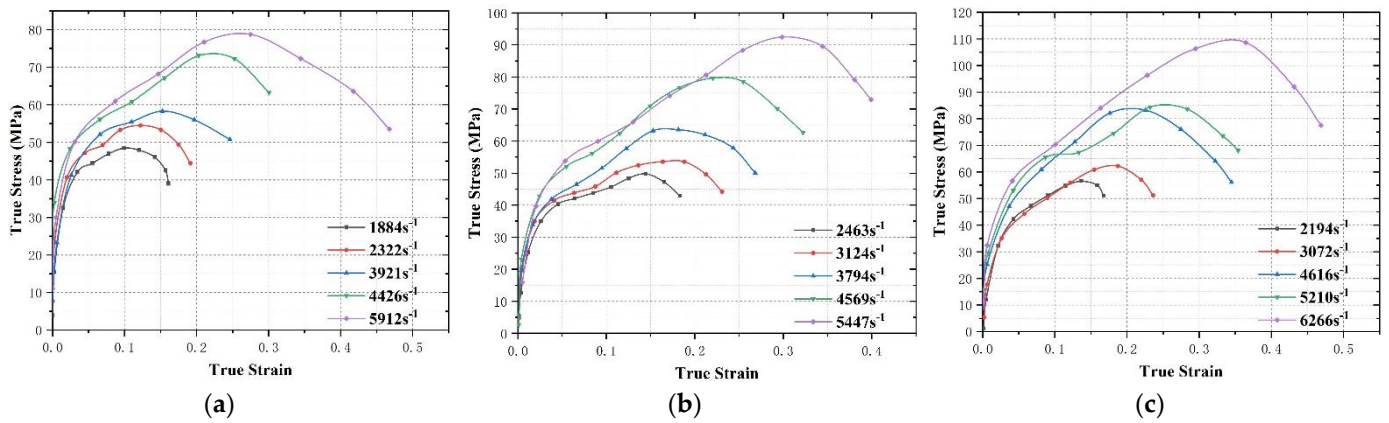 True Stress (MPa)
85
80
70
60
50
40
30
20
10
0
0.0
0.1
0.2
0.3
0.4
0.5
True Strain
1884s⁻¹
2322s⁻¹
3921s⁻¹
4426s⁻¹
5912s⁻¹
(a)
True Stress (MPa)
100
90
80
70
60
50
40
30
20
10
0
0.0
0.1
0.2
0.3
0.4
True Strain
2463s⁻¹
3124s⁻¹
3794s⁻¹
4569s⁻¹
5447s⁻¹
(b)
True Stress (MPa)
120
110
100
90
80
70
60
50
40
30
20
10
0
0.0
0.1
0.2
0.3
0.4
0.5
True Strain
2194s⁻¹
3072s⁻¹
4616s⁻¹
5210s⁻¹
6266s⁻¹
(c)